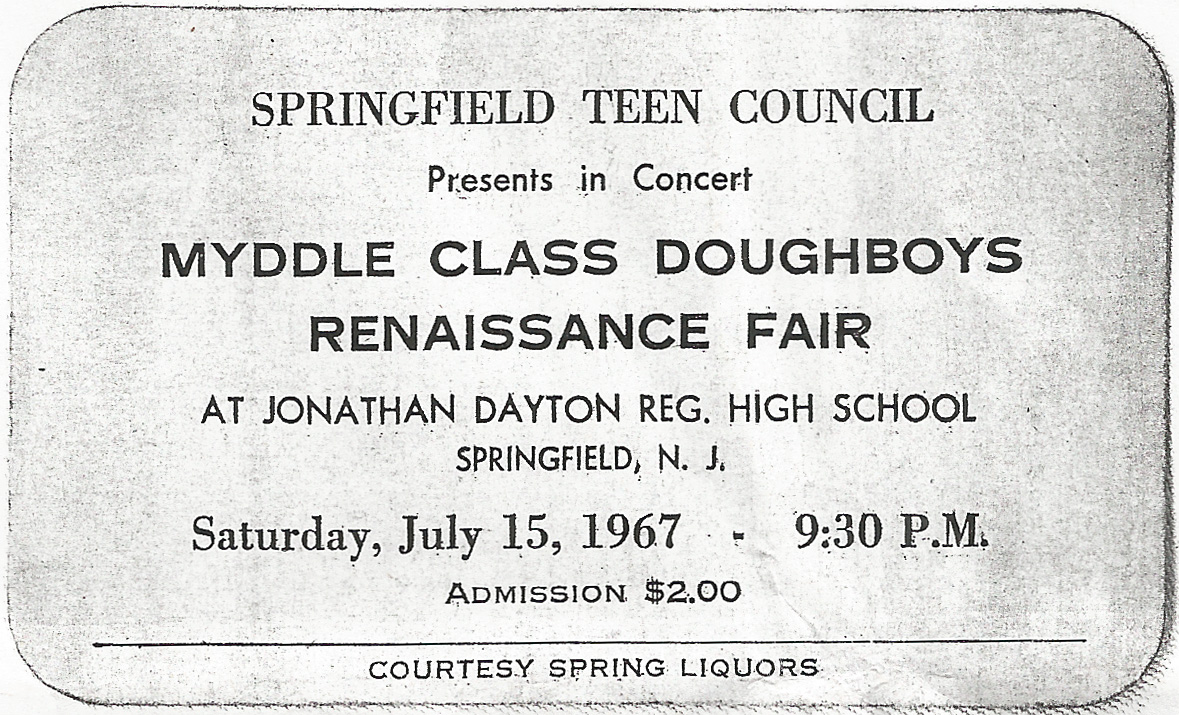 SPRINGFIELD TEEN COUNCIL
Presents in Concert
MYDDLE CLASS DOUGHBOYS
RENAISSANCE FAIR
AT JONATHAN DAYTON REG. HIGH SCHOOL
SPRINGFIELD, N. J.
Saturday, July 15, 1967 - 9:30 P.M.
ADMISSION $2.00
COURTESY SPRING LIQUORS